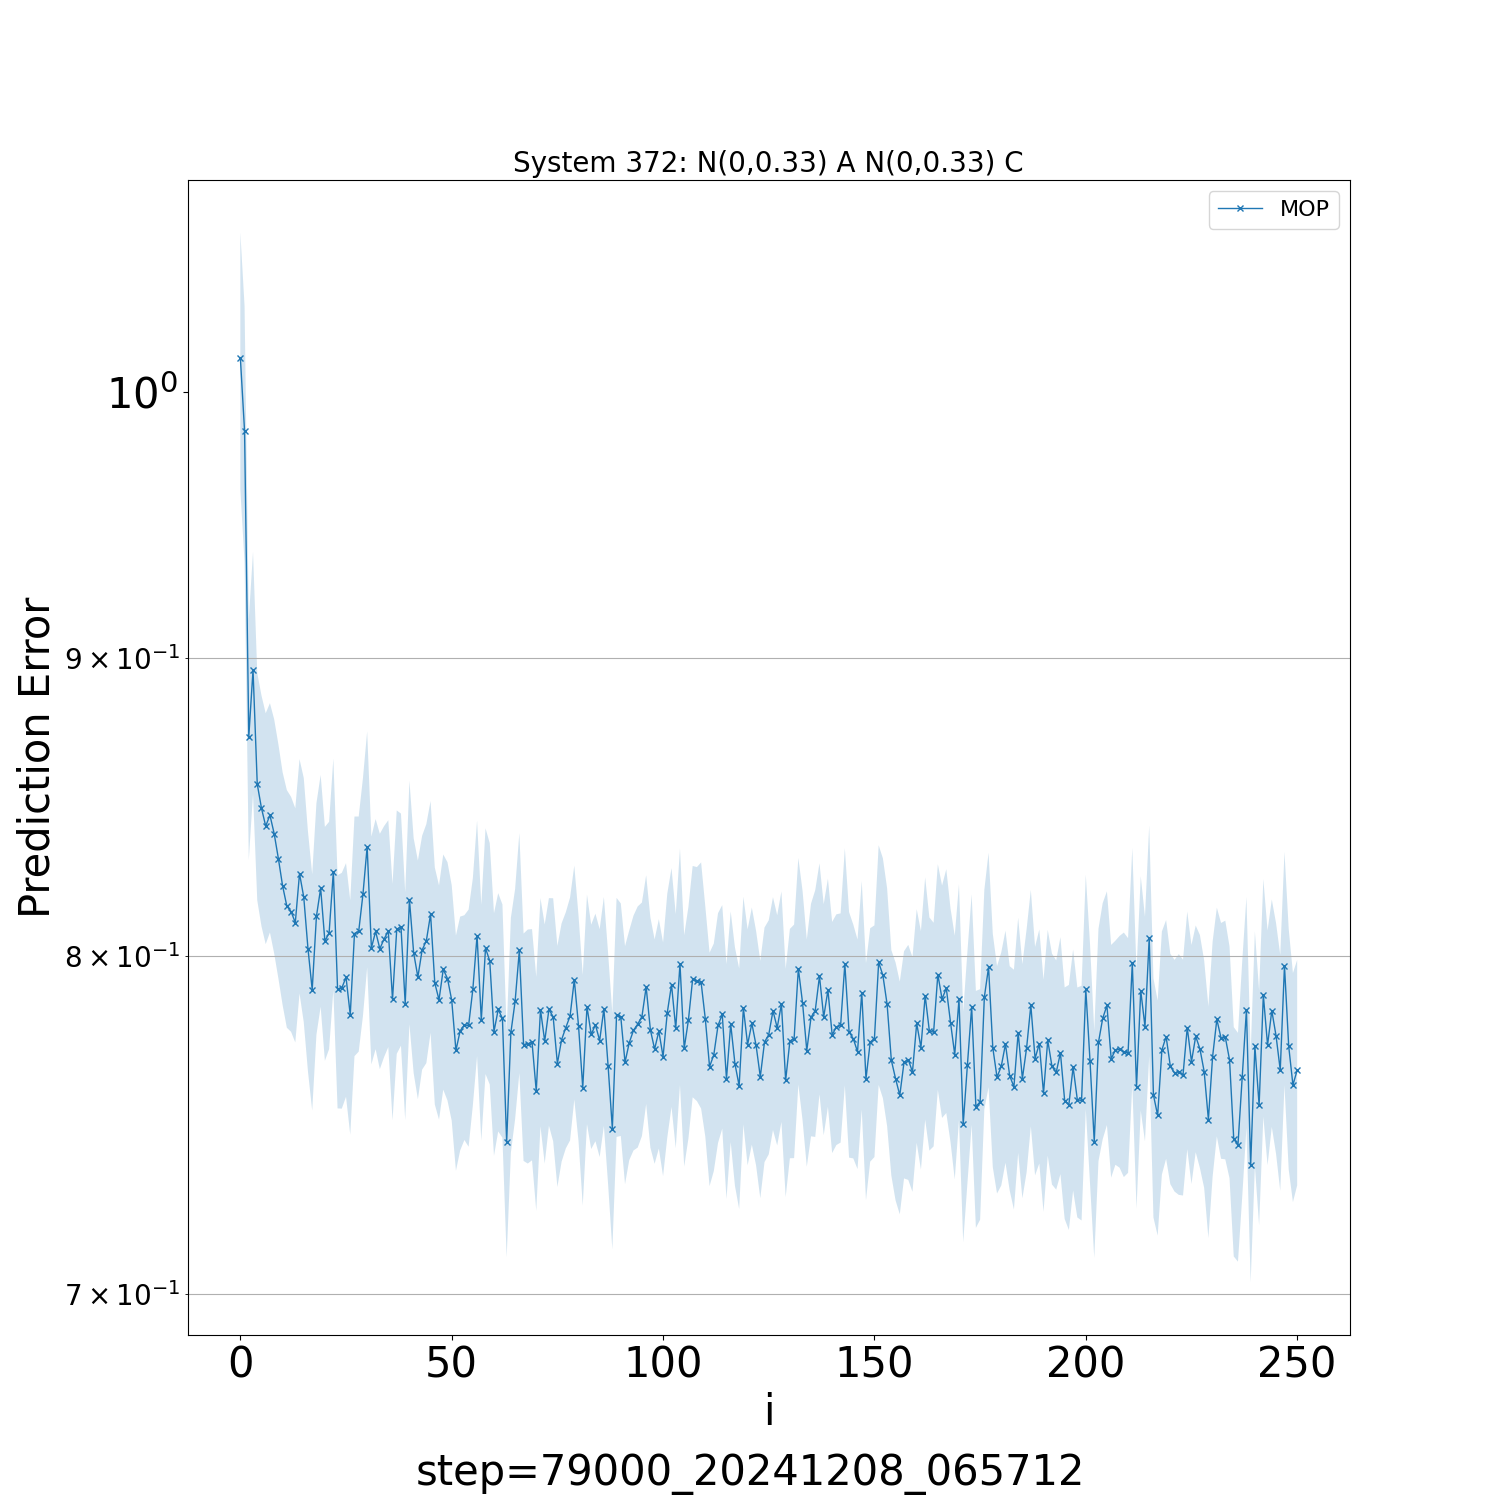 System 372: N(0,0.33) A N(0,0.33) C
MOP
Prediction Error
10⁰
9 × 10⁻¹
8 × 10⁻¹
7 × 10⁻¹
0 50 100 150 200 250
i
step=79000_20241208_065712